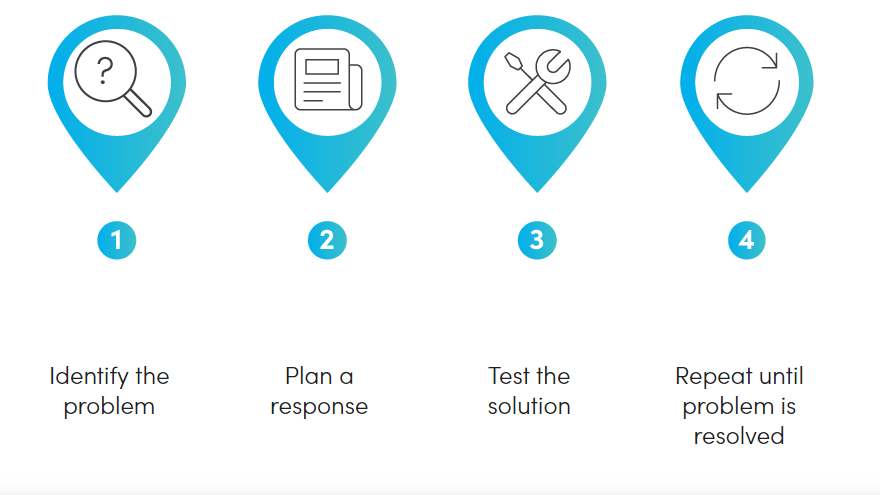 ?
1
2
3
4
Identify the
problem
Plan a
response
Test the
solution
Repeat until
problem is
resolved